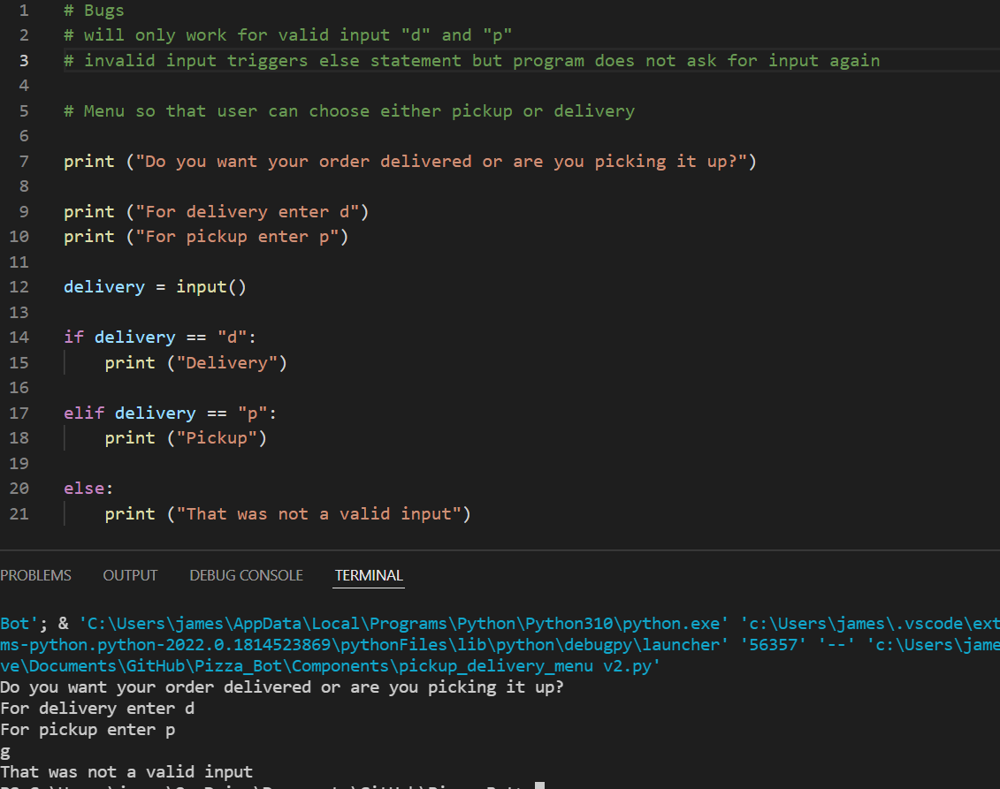 1 # Bugs
2 # will only work for valid input "d" and "p"
3 # invalid input triggers else statement but program does not ask for input again
4
5 # Menu so that user can choose either pickup or delivery
6
7 print ("Do you want your order delivered or are you picking it up?")
8
9 print ("For delivery enter d")
10 print ("For pickup enter p")
11
12 delivery = input()
13
14 if delivery == "d":
15     print ("Delivery")
16
17 elif delivery == "p":
18     print ("Pickup")
19
20 else:
21     print ("That was not a valid input")
PROBLEMS OUTPUT DEBUG CONSOLE TERMINAL
Bot'; & 'C:\Users\james\AppData\Local\Programs\Python\Python310\python.exe' 'c:\Users\james\.vscode\ext
ms-python.python-2022.0.1814523869\pythonFiles\lib\python\debugpy\launcher' '56357' '--' 'c:\Users\jame
ve\Documents\GitHub\Pizza_Bot\Components\pickup_delivery_menu v2.py'
Do you want your order delivered or are you picking it up?
For delivery enter d
For pickup enter p
g
That was not a valid input